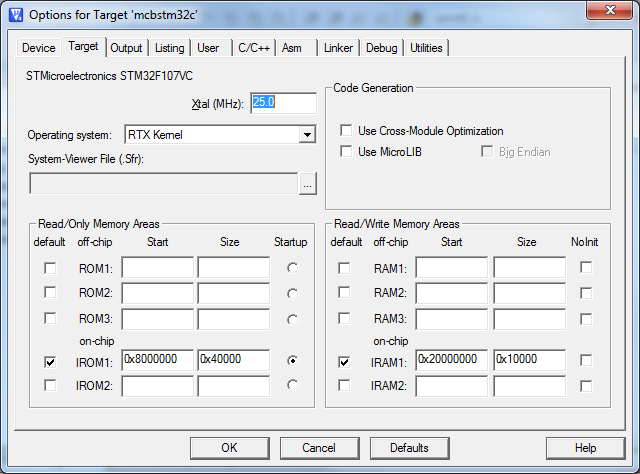 Options for Target 'mcbstm32c'
Device Target Output Listing User C/C++ Asm Linker Debug Utilities
STMicroelectronics STM32F107VC
Xtal (MHz): 25.0
Operating system: RTX Kernel
System-Viewer File (.Sfr):
...
Code Generation
Use Cross-Module Optimization
Use MicroLIB Big Endian
Read/Only Memory Areas
default off-chip Start Size Startup
ROM1:
ROM2:
ROM3:
on-chip
IROM1: 0x8000000 0x40000
IROM2:
Read/Write Memory Areas
default off-chip Start Size NoInit
RAM1:
RAM2:
RAM3:
on-chip
IRAM1: 0x20000000 0x10000
IRAM2:
OK Cancel Defaults Help